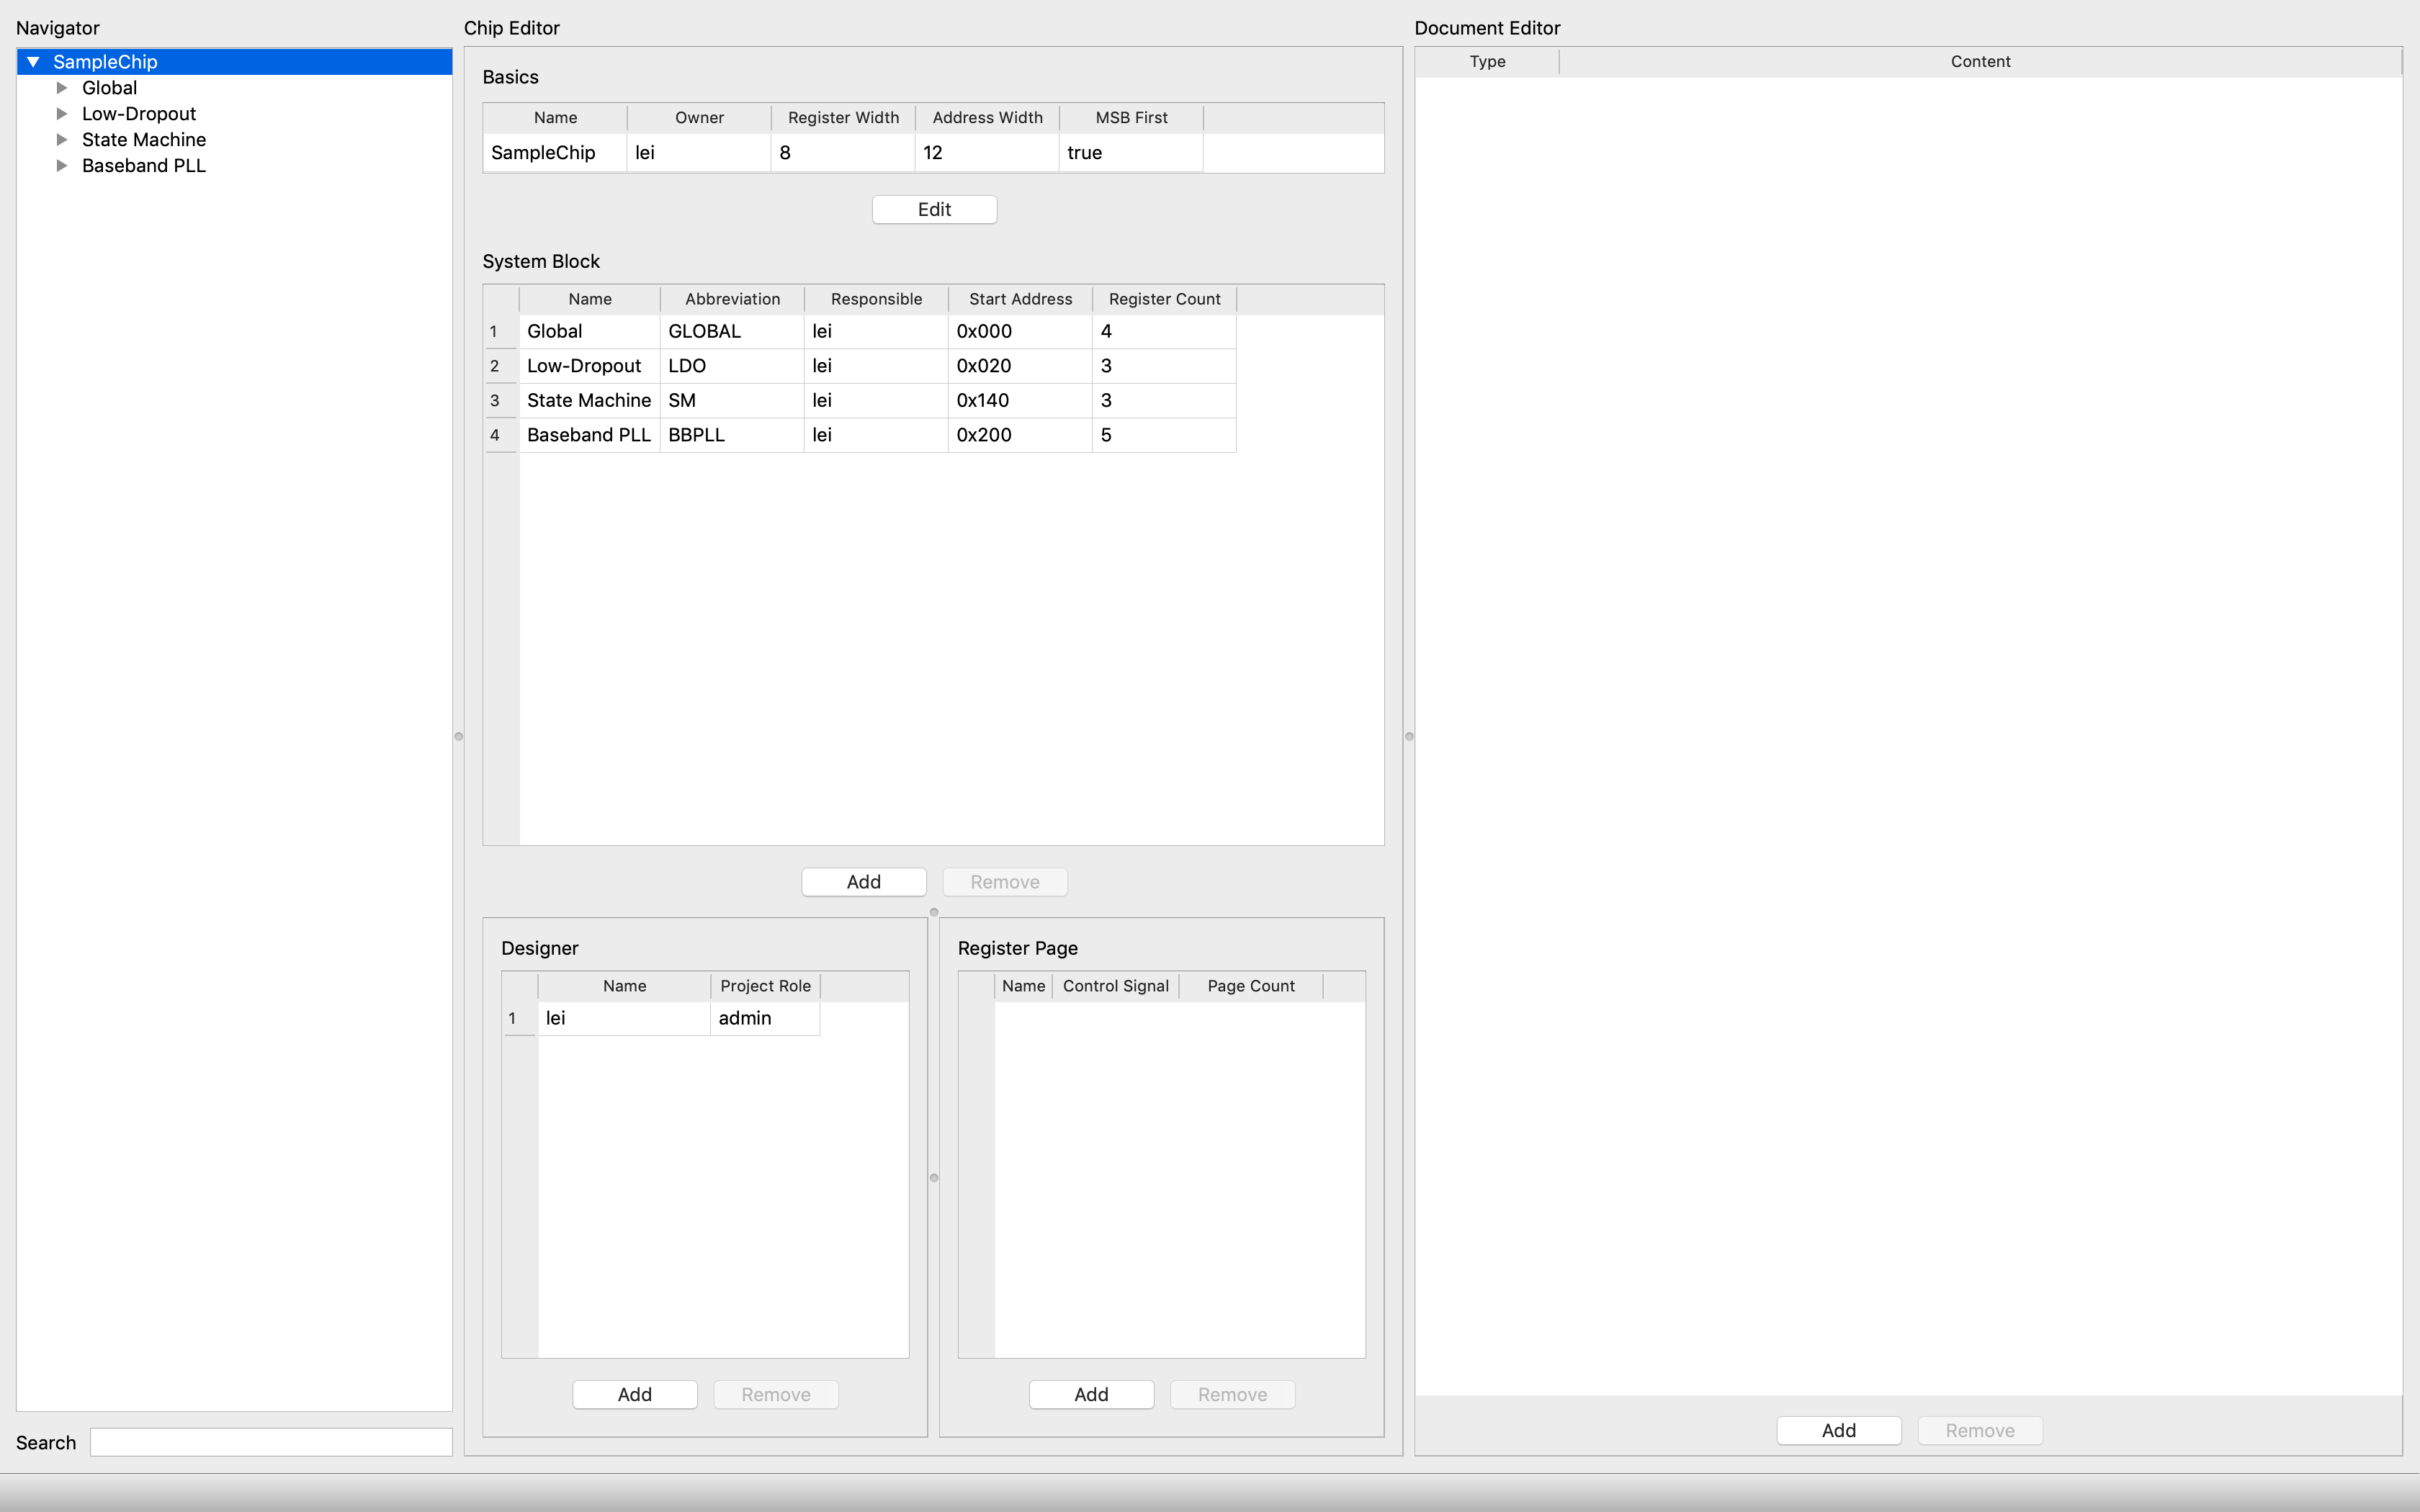 Navigator
SampleChip
Global
Low-Dropout
State Machine
Baseband PLL
Search
Chip Editor
Basics
Name Owner Register Width Address Width MSB First
SampleChip lei 8 12 true
Edit
System Block
Name Abbreviation Responsible Start Address Register Count
1 Global GLOBAL lei 0x000 4
2 Low-Dropout LDO lei 0x020 3
3 State Machine SM lei 0x140 3
4 Baseband PLL BBPLL lei 0x200 5
Add Remove
Designer
Name Project Role
1 lei admin
Add Remove
Register Page
Name Control Signal Page Count
Add Remove
Document Editor
Type Content
Add Remove